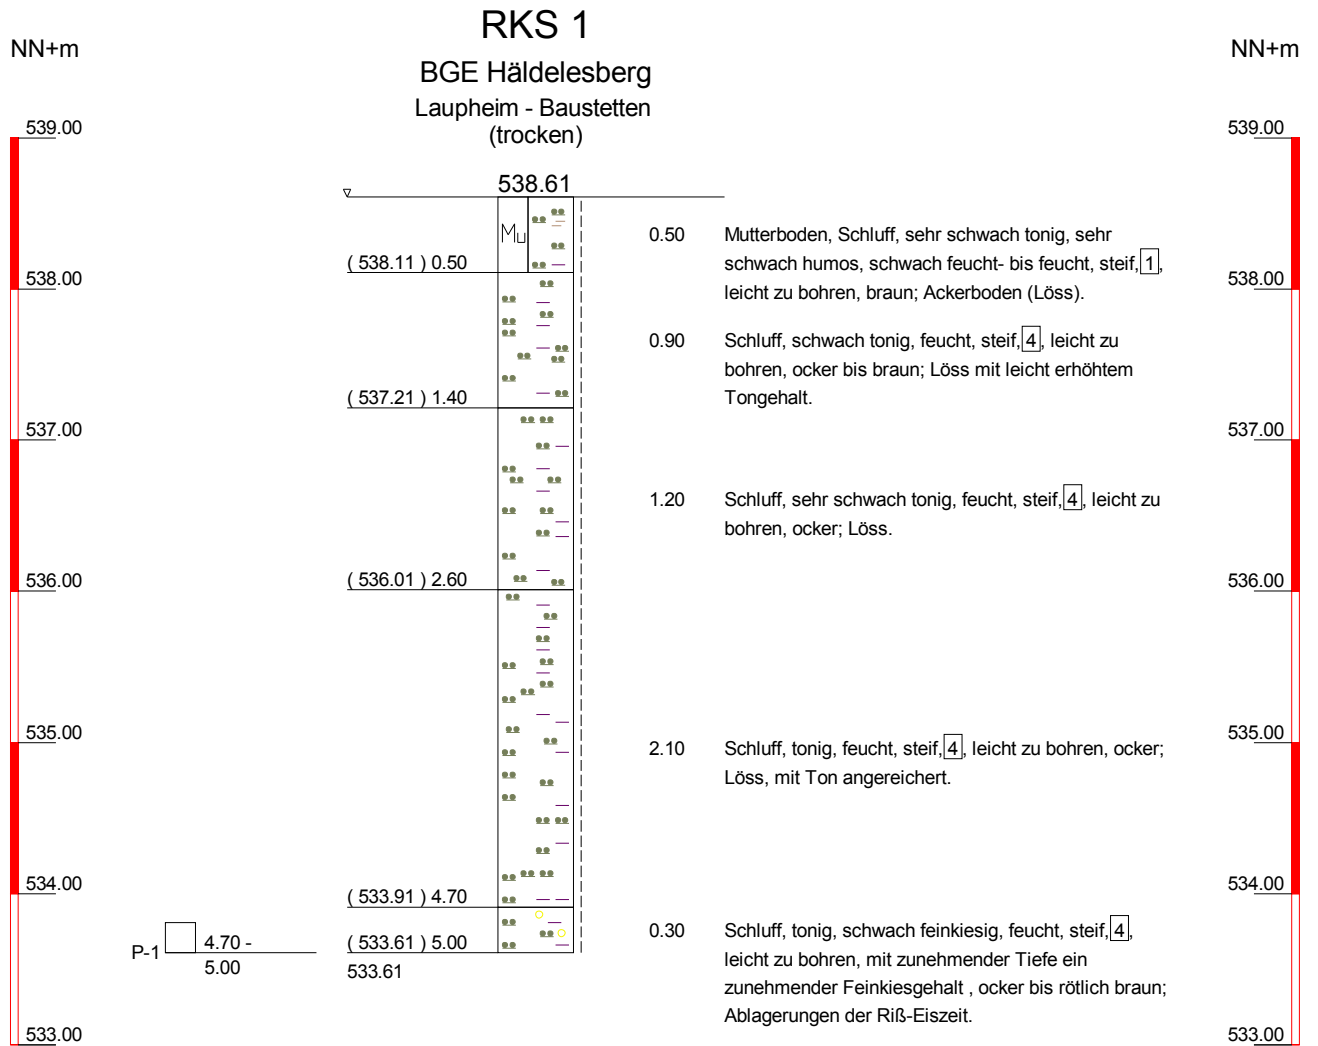 RKS 1
NN+m
NN+m
BGE Häldelesberg
Laupheim - Baustetten
(trocken)
539.00
539.00
538.61
Mu
0.50
Mutterboden, Schluff, sehr schwach tonig, sehr
schwach humos, schwach feucht- bis feucht, steif, 1,
leicht zu bohren, braun; Ackerboden (Löss).
( 538.11 ) 0.50
538.00
538.00
0.90
Schluff, schwach tonig, feucht, steif, 4, leicht zu
bohren, ocker bis braun; Löss mit leicht erhöhtem
Tongehalt.
( 537.21 ) 1.40
537.00
537.00
1.20
Schluff, sehr schwach tonig, feucht, steif, 4, leicht zu
bohren, ocker; Löss.
( 536.01 ) 2.60
536.00
536.00
535.00
535.00
2.10
Schluff, tonig, feucht, steif, 4, leicht zu bohren, ocker;
Löss, mit Ton angereichert.
534.00
534.00
( 533.91 ) 4.70
0.30
Schluff, tonig, schwach feinkiesig, feucht, steif, 4,
leicht zu bohren, mit zunehmender Tiefe ein
zunehmender Feinkiesgehalt , ocker bis rötlich braun;
Ablagerungen der Riß-Eiszeit.
P-1
4.70 -
5.00
( 533.61 ) 5.00
533.61
533.00
533.00